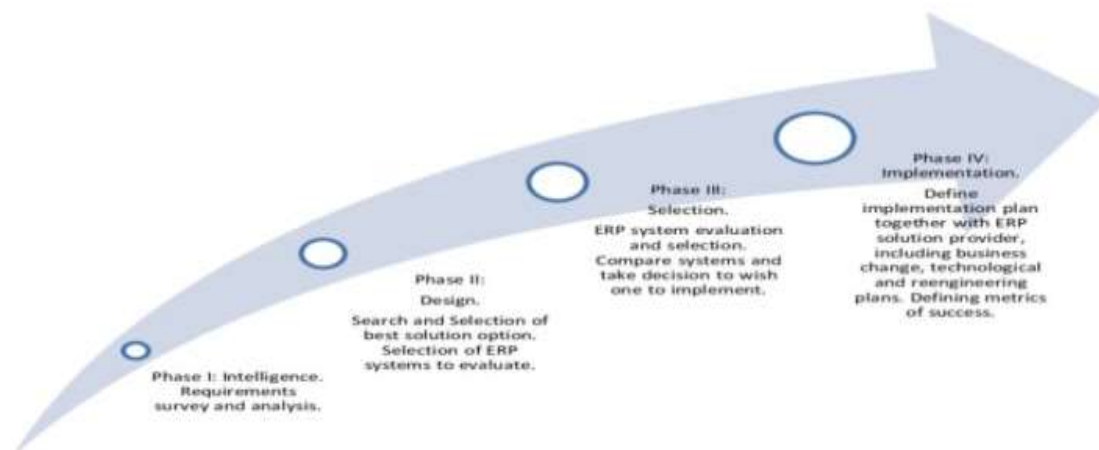 Phase I: Intelligence.
Requirements
survey and analysis.
Phase II:
Design.
Search and Selection of
best solution option.
Selection of ERP
systems to evaluate.
Phase III:
Selection.
ERP system evaluation
and selection.
Compare systems and
take decision to wish
one to implement.
Phase IV:
Implementation.
Define
implementation plan
together with ERP
solution provider,
including business
change, technological
and reengineering
plans. Defining metrics
of success.